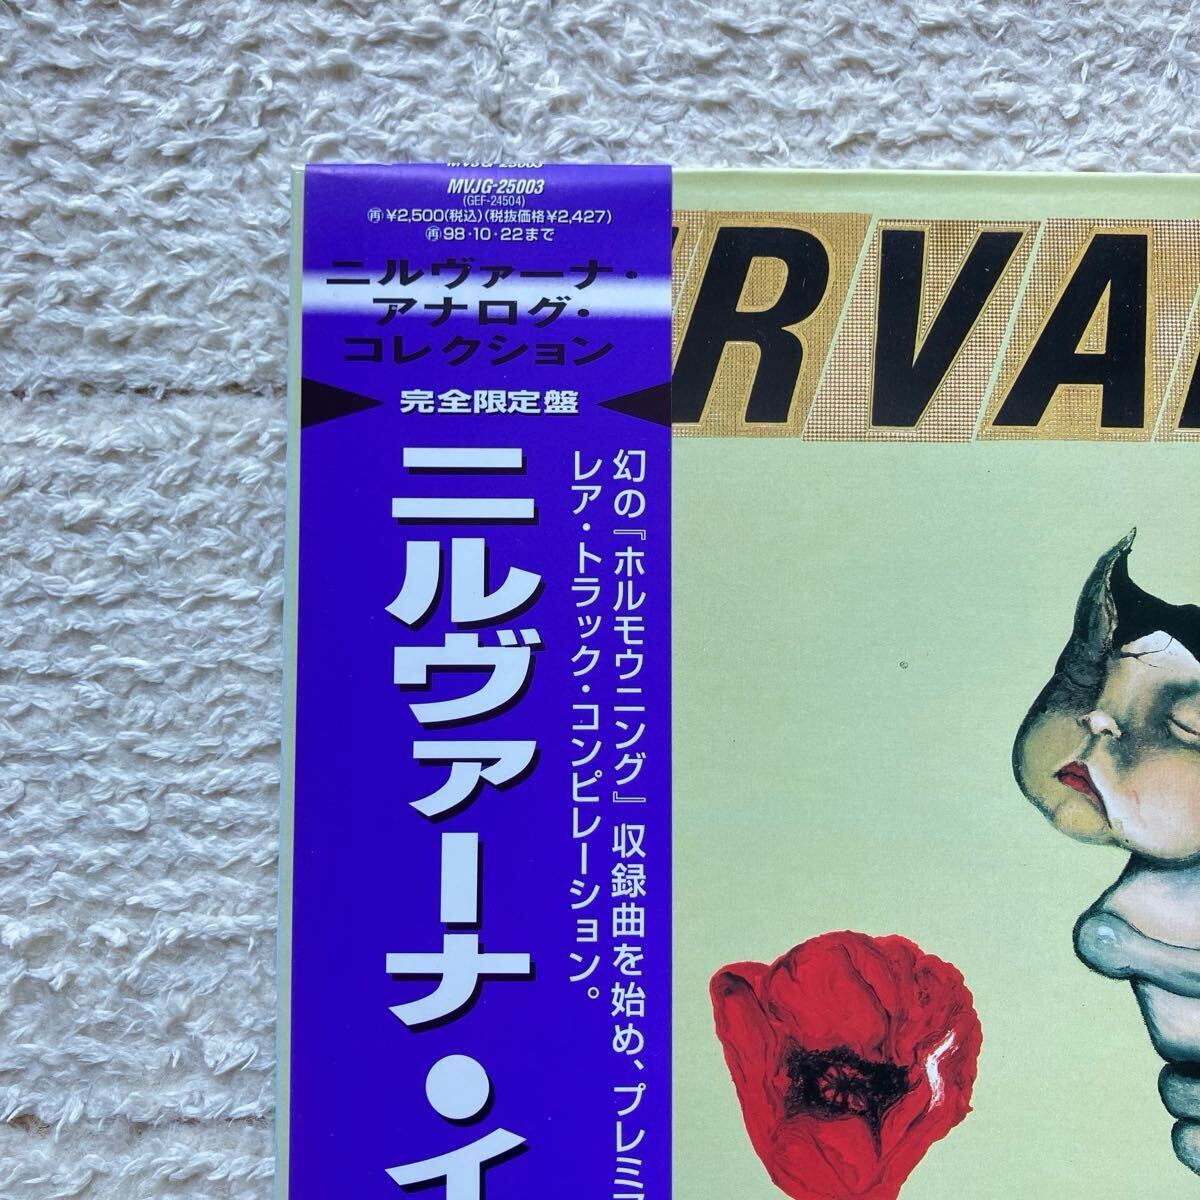 MVJG-25003
MVJG-25003
(GEF-24504)
㊞¥2,500(税込)(税抜価格¥2,427)
㊞98・10・22まで
ニルヴァーナ・
アナログ・
コレクション
完全限定盤
幻の『ホルモウニング』収録曲を始め、プレミア
レア・トラック・コンピレーション。
ニルヴァーナ・イ
RVA